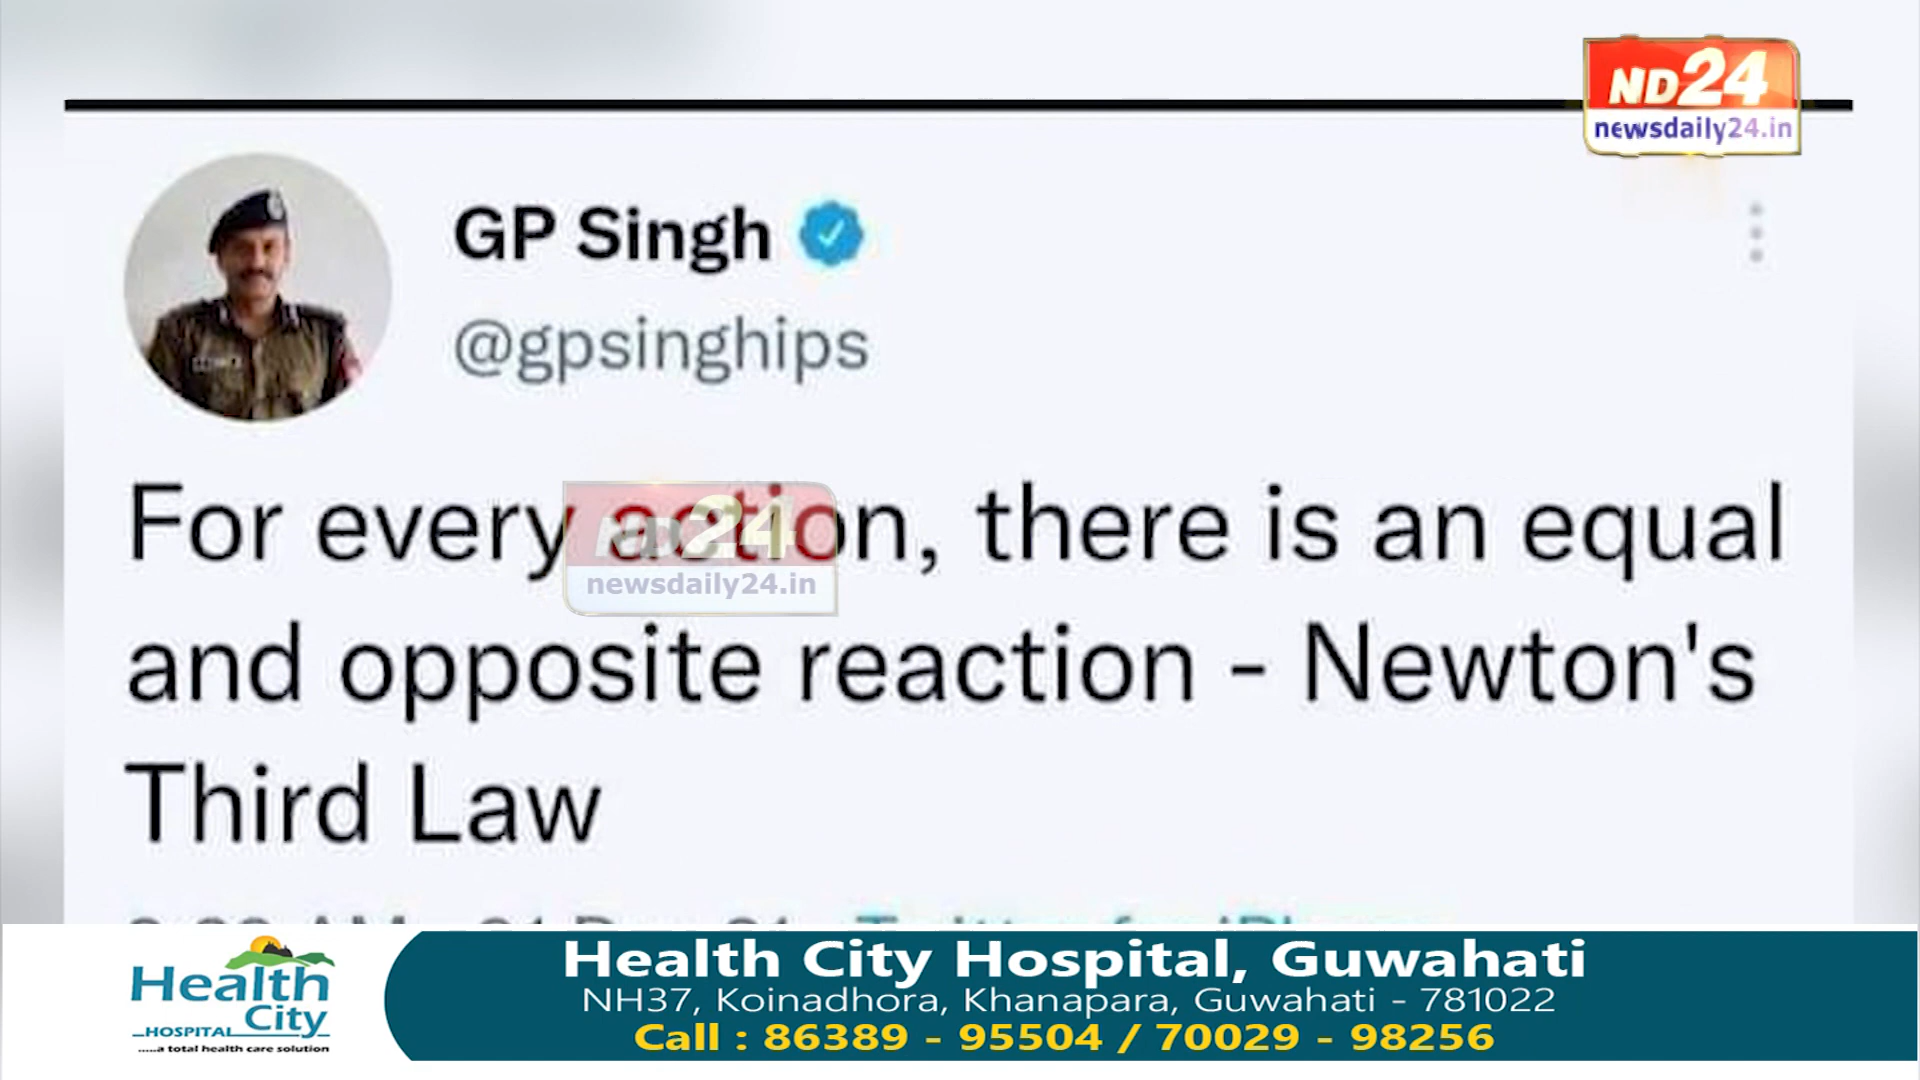 ND24
newsdaily24.in
GP Singh
@gpsinghips
For every action, there is an equal
and opposite reaction - Newton's
Third Law
ND24
newsdaily24.in
Health City
HOSPITAL
.....a total health care solution
Health City Hospital, Guwahati
NH37, Koinadhora, Khanapara, Guwahati - 781022
Call : 86389 - 95504 / 70029 - 98256